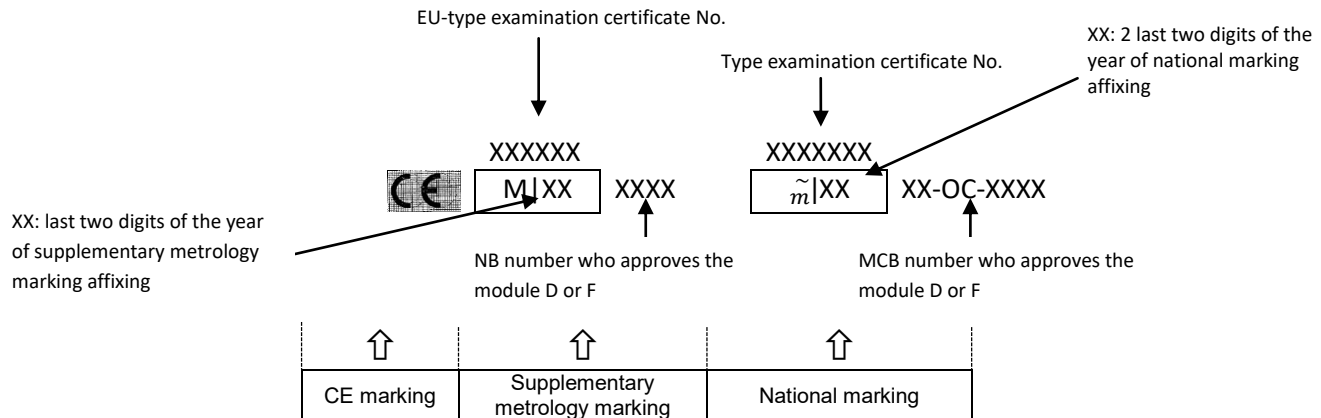 EU-type examination certificate No.
Type examination certificate No.
XX: 2 last two digits of the
year of national marking
affixing
XXXXXX
XXXXXXX
CE M|XX XXXX m̃|XX XX-OC-XXXX
XX: last two digits of the year
of supplementary metrology
marking affixing
NB number who approves the
module D or F
MCB number who approves the
module D or F
CE marking
Supplementary
metrology marking
National marking